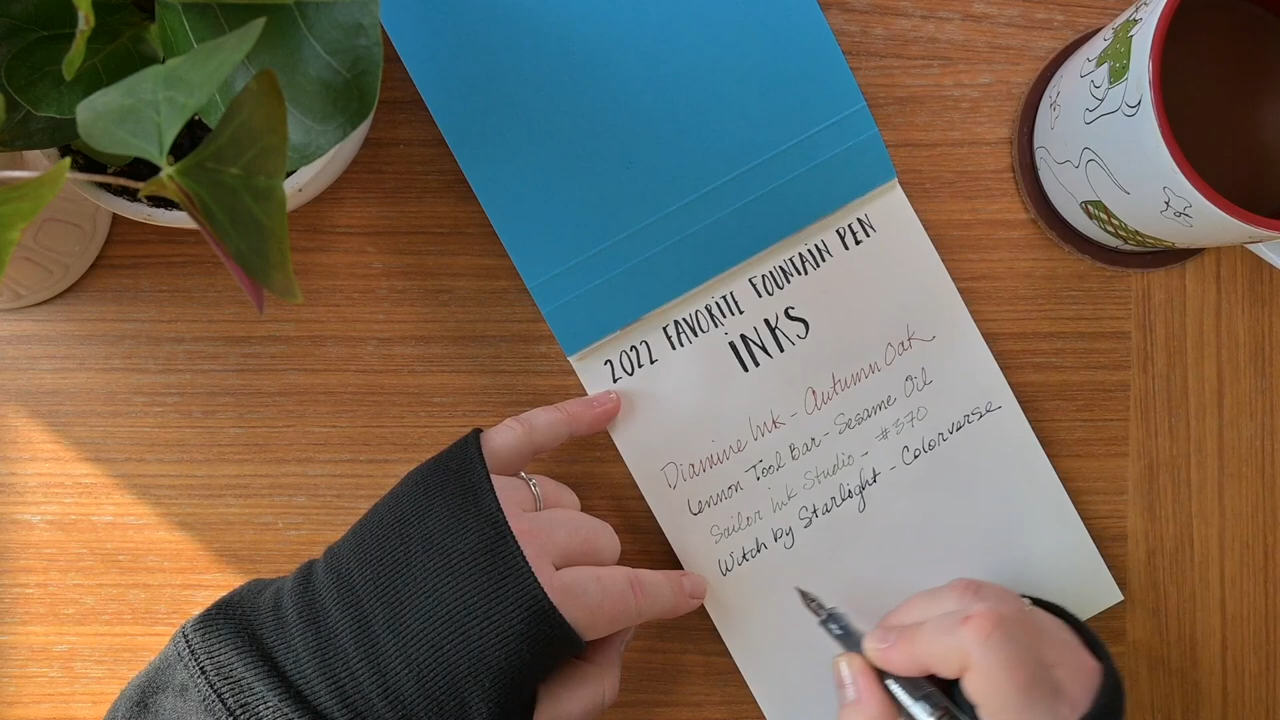 2022 FAVORITE FOUNTAIN PEN
INKS
Diamine Ink - Autumn Oak
Lennon Tool Bar - Sesame Oil
Sailor Ink Studio - #370
Witch by Starlight - Colorverse